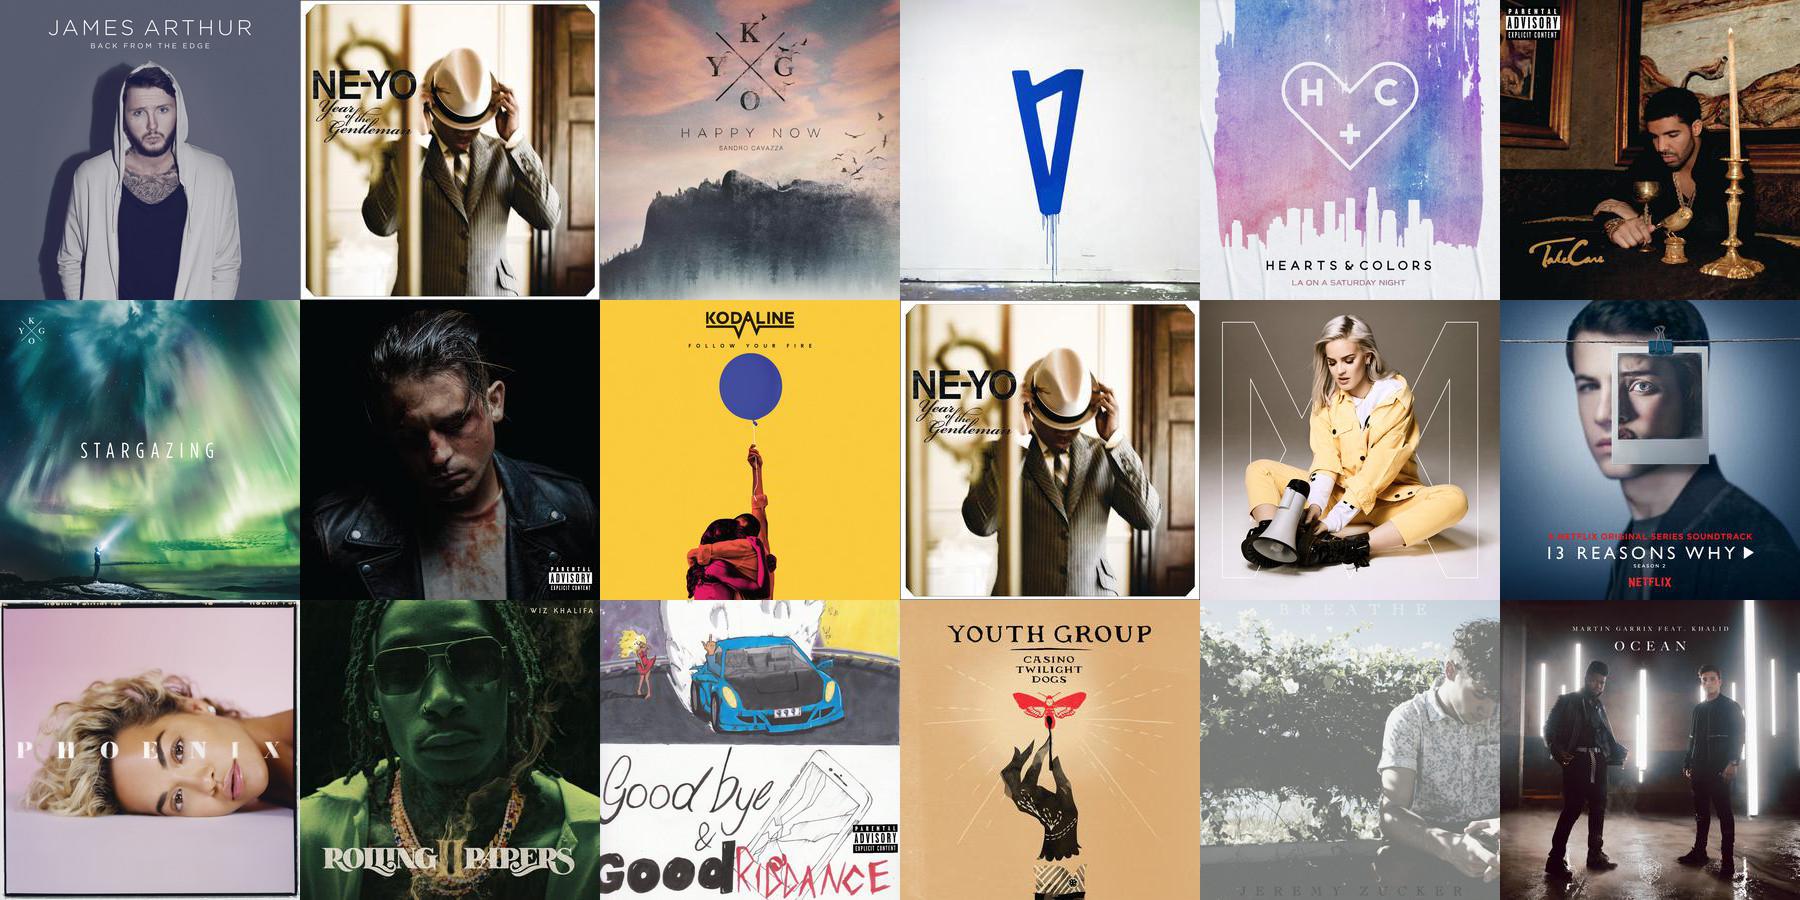 JAMES ARTHUR
BACK FROM THE EDGE
NE-YO
Year
of the
Gentleman
K
Y G
O
HAPPY NOW
SANDRO CAVAZZA
H C
+
HEARTS & COLORS
LA ON A SATURDAY NIGHT
PARENTAL
ADVISORY
EXPLICIT CONTENT
TakeCare
K
Y G
O
STARGAZING
PARENTAL
ADVISORY
EXPLICIT CONTENT
KODALINE
FOLLOW YOUR FIRE
NE-YO
Year
of the
Gentleman
M
A NETFLIX ORIGINAL SERIES SOUNDTRACK
13 REASONS WHY
SEASON 2
NETFLIX
PHOENIX
WIZ KHALIFA
ROLLING II PAPERS
999
Good bye
&
Good RIDDANCE
PARENTAL
ADVISORY
EXPLICIT CONTENT
YOUTH GROUP
CASINO
TWILIGHT
DOGS
BREATHE
JEREMY ZUCKER
MARTIN GARRIX FEAT. KHALID
OCEAN